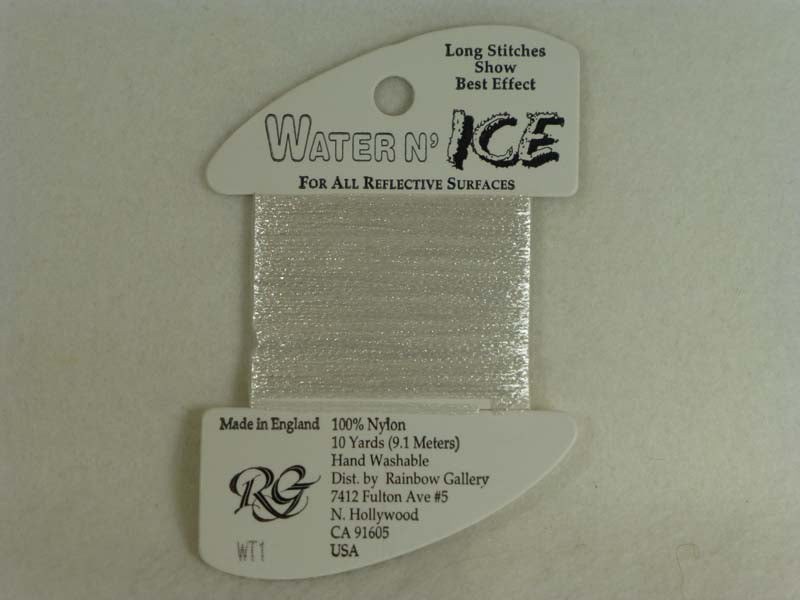 Long Stitches
Show
Best Effect
WATER N' ICE
FOR ALL REFLECTIVE SURFACES
Made in England
100% Nylon
10 Yards (9.1 Meters)
Hand Washable
Dist. by Rainbow Gallery
7412 Fulton Ave #5
N. Hollywood
CA 91605
USA
RG
WT1